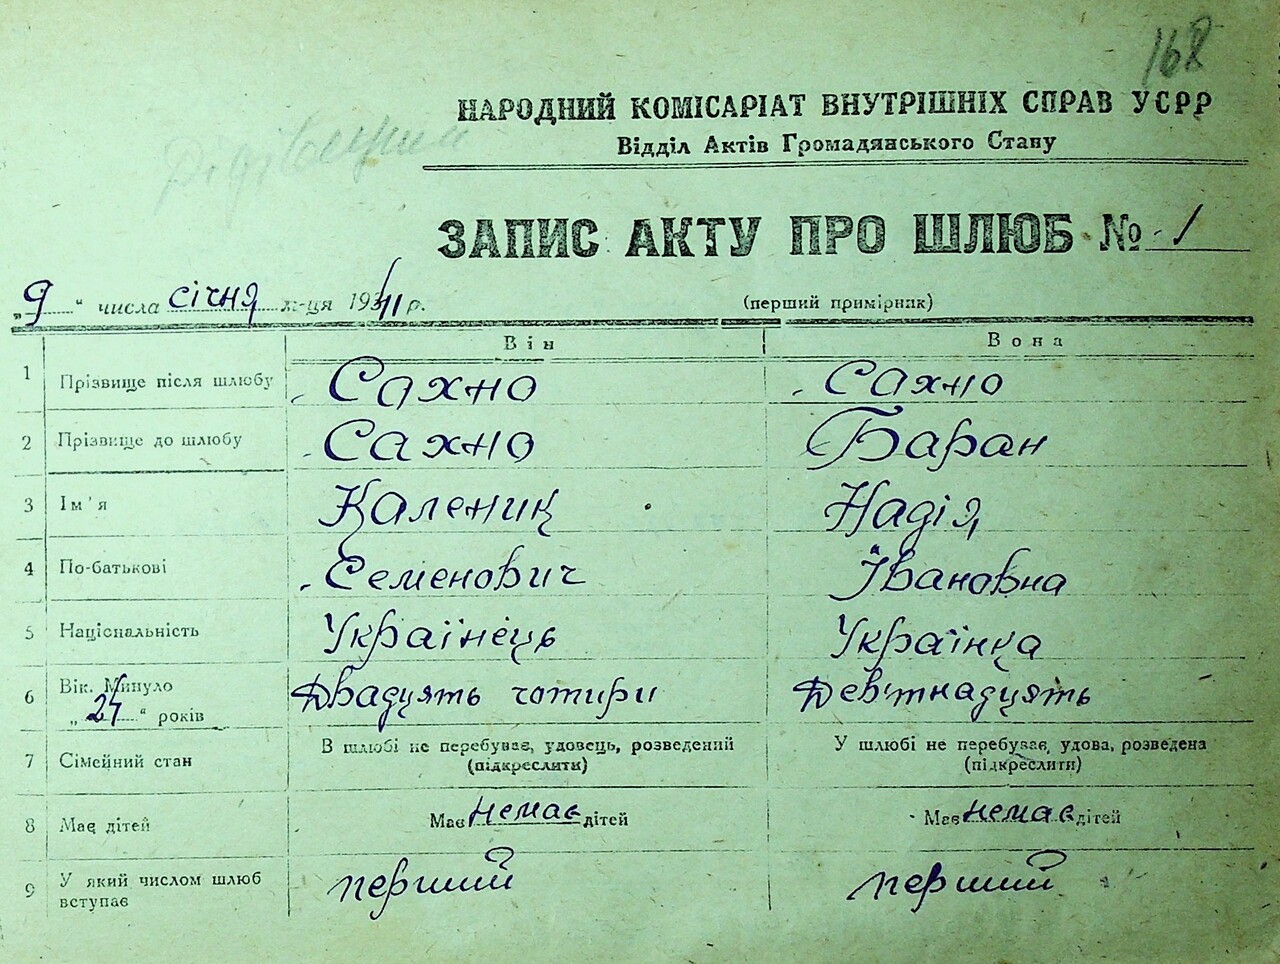 168
НАРОДНИЙ КОМІСАРІАТ ВНУТРІШНІХ СПРАВ УСРР
Відділ Актів Громадянського Стану
ЗАПИС АКТУ ПРО ШЛЮБ № 1
„9“ числа січня м-ця 1941 р. (перший примірник)
Він Вона
1 Прізвище після шлюбу Сахно Сахно
2 Прізвище до шлюбу Сахно Баран
3 Ім'я Каленик Надія
4 По-батькові Семенович Івановна
5 Національність Українець Українка
6 Вік. Минуло Двадцять чотири Дев'тнадцять
„24“ років
7 Сімейний стан В шлюбі не перебуває, удовець, розведений У шлюбі не перебуває, удова, розведена
(підкреслити) (підкреслити)
8 Має дітей Має немає дітей Має немає дітей
9 У який числом шлюб вступає перший перший